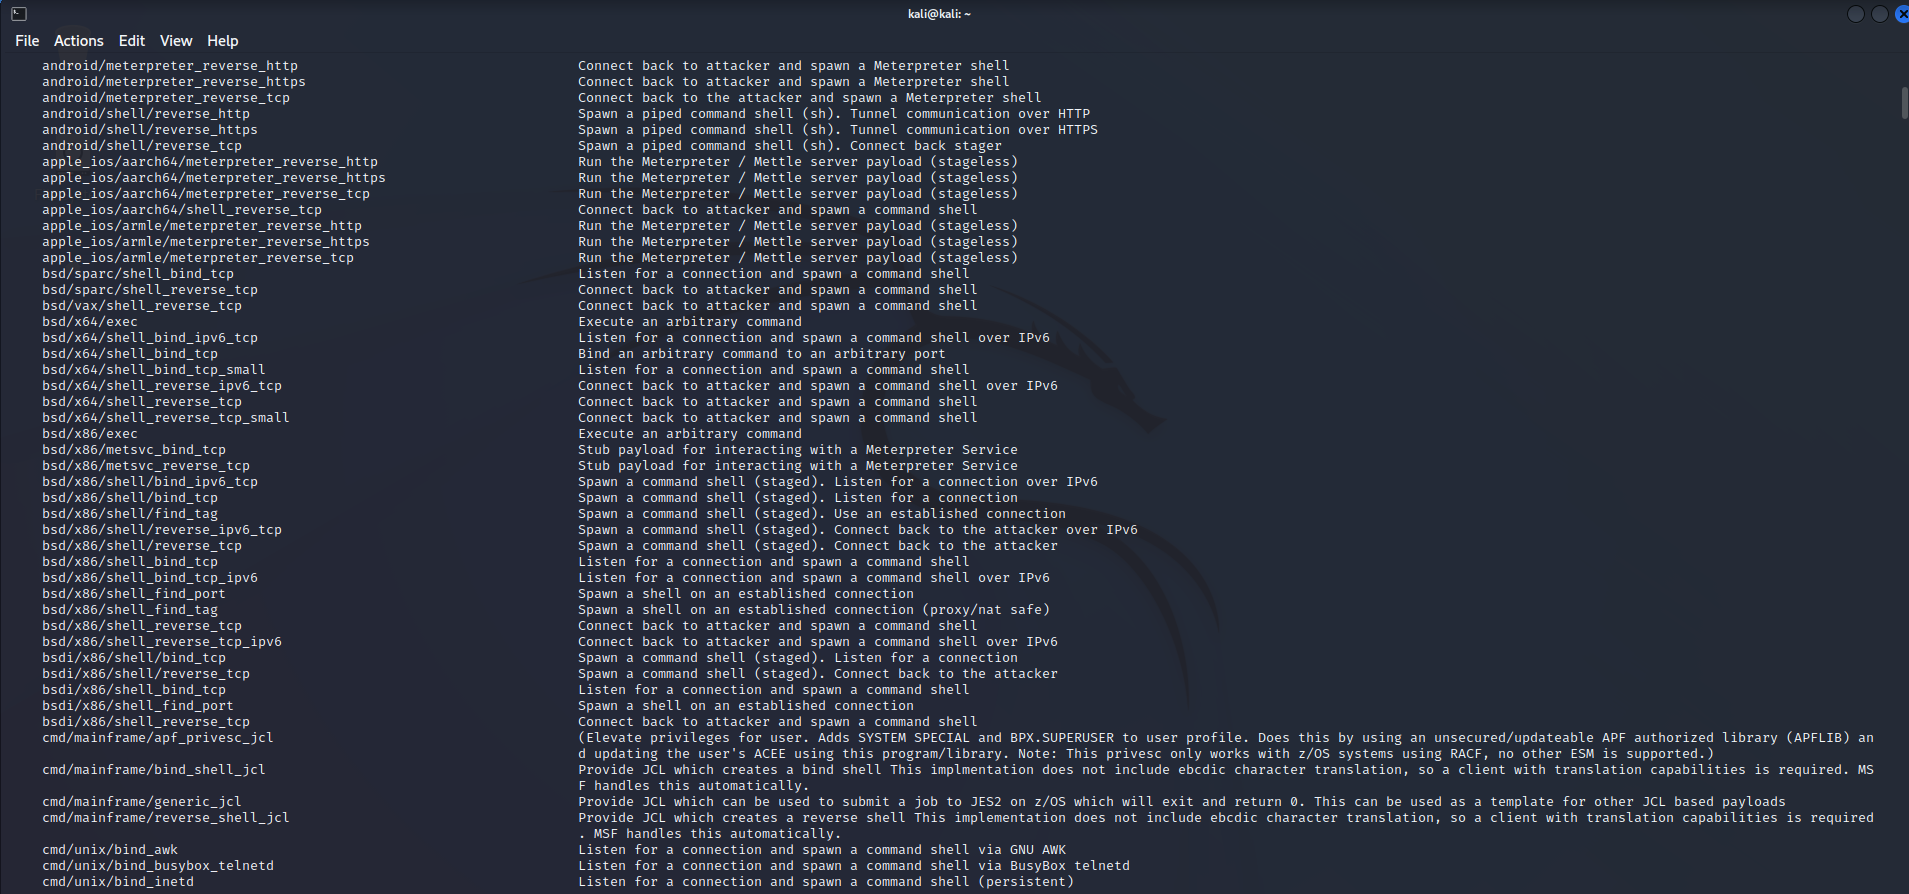 kali@kali: ~
File Actions Edit View Help
android/meterpreter_reverse_http Connect back to attacker and spawn a Meterpreter shell
android/meterpreter_reverse_https Connect back to attacker and spawn a Meterpreter shell
android/meterpreter_reverse_tcp Connect back to the attacker and spawn a Meterpreter shell
android/shell/reverse_http Spawn a piped command shell (sh). Tunnel communication over HTTP
android/shell/reverse_https Spawn a piped command shell (sh). Tunnel communication over HTTPS
android/shell/reverse_tcp Spawn a piped command shell (sh). Connect back stager
apple_ios/aarch64/meterpreter_reverse_http Run the Meterpreter / Mettle server payload (stageless)
apple_ios/aarch64/meterpreter_reverse_https Run the Meterpreter / Mettle server payload (stageless)
apple_ios/aarch64/meterpreter_reverse_tcp Run the Meterpreter / Mettle server payload (stageless)
apple_ios/aarch64/shell_reverse_tcp Connect back to attacker and spawn a command shell
apple_ios/armle/meterpreter_reverse_http Run the Meterpreter / Mettle server payload (stageless)
apple_ios/armle/meterpreter_reverse_https Run the Meterpreter / Mettle server payload (stageless)
apple_ios/armle/meterpreter_reverse_tcp Run the Meterpreter / Mettle server payload (stageless)
bsd/sparc/shell_bind_tcp Listen for a connection and spawn a command shell
bsd/sparc/shell_reverse_tcp Connect back to attacker and spawn a command shell
bsd/vax/shell_reverse_tcp Connect back to attacker and spawn a command shell
bsd/x64/exec Execute an arbitrary command
bsd/x64/shell_bind_ipv6_tcp Listen for a connection and spawn a command shell over IPv6
bsd/x64/shell_bind_tcp Bind an arbitrary command to an arbitrary port
bsd/x64/shell_bind_tcp_small Listen for a connection and spawn a command shell
bsd/x64/shell_reverse_ipv6_tcp Connect back to attacker and spawn a command shell over IPv6
bsd/x64/shell_reverse_tcp Connect back to attacker and spawn a command shell
bsd/x64/shell_reverse_tcp_small Connect back to attacker and spawn a command shell
bsd/x86/exec Execute an arbitrary command
bsd/x86/metsvc_bind_tcp Stub payload for interacting with a Meterpreter Service
bsd/x86/metsvc_reverse_tcp Stub payload for interacting with a Meterpreter Service
bsd/x86/shell/bind_ipv6_tcp Spawn a command shell (staged). Listen for a connection over IPv6
bsd/x86/shell/bind_tcp Spawn a command shell (staged). Listen for a connection
bsd/x86/shell/find_tag Spawn a command shell (staged). Use an established connection
bsd/x86/shell/reverse_ipv6_tcp Spawn a command shell (staged). Connect back to the attacker over IPv6
bsd/x86/shell/reverse_tcp Spawn a command shell (staged). Connect back to the attacker
bsd/x86/shell_bind_tcp Listen for a connection and spawn a command shell
bsd/x86/shell_bind_tcp_ipv6 Listen for a connection and spawn a command shell over IPv6
bsd/x86/shell_find_port Spawn a shell on an established connection
bsd/x86/shell_find_tag Spawn a shell on an established connection (proxy/nat safe)
bsd/x86/shell_reverse_tcp Connect back to attacker and spawn a command shell
bsd/x86/shell_reverse_tcp_ipv6 Connect back to attacker and spawn a command shell over IPv6
bsdi/x86/shell/bind_tcp Spawn a command shell (staged). Listen for a connection
bsdi/x86/shell/reverse_tcp Spawn a command shell (staged). Connect back to the attacker
bsdi/x86/shell_bind_tcp Listen for a connection and spawn a command shell
bsdi/x86/shell_find_port Spawn a shell on an established connection
bsdi/x86/shell_reverse_tcp Connect back to attacker and spawn a command shell
cmd/mainframe/apf_privesc_jcl (Elevate privileges for user. Adds SYSTEM SPECIAL and BPX.SUPERUSER to user profile. Does this by using an unsecured/updateable APF authorized library (APFLIB) an
d updating the user's ACEE using this program/library. Note: This privesc only works with z/OS systems using RACF, no other ESM is supported.)
cmd/mainframe/bind_shell_jcl Provide JCL which creates a bind shell This implmentation does not include ebcdic character translation, so a client with translation capabilities is required. MS
F handles this automatically.
cmd/mainframe/generic_jcl Provide JCL which can be used to submit a job to JES2 on z/OS which will exit and return 0. This can be used as a template for other JCL based payloads
cmd/mainframe/reverse_shell_jcl Provide JCL which creates a reverse shell This implementation does not include ebcdic character translation, so a client with translation capabilities is required
. MSF handles this automatically.
cmd/unix/bind_awk Listen for a connection and spawn a command shell via GNU AWK
cmd/unix/bind_busybox_telnetd Listen for a connection and spawn a command shell via BusyBox telnetd
cmd/unix/bind_inetd Listen for a connection and spawn a command shell (persistent)